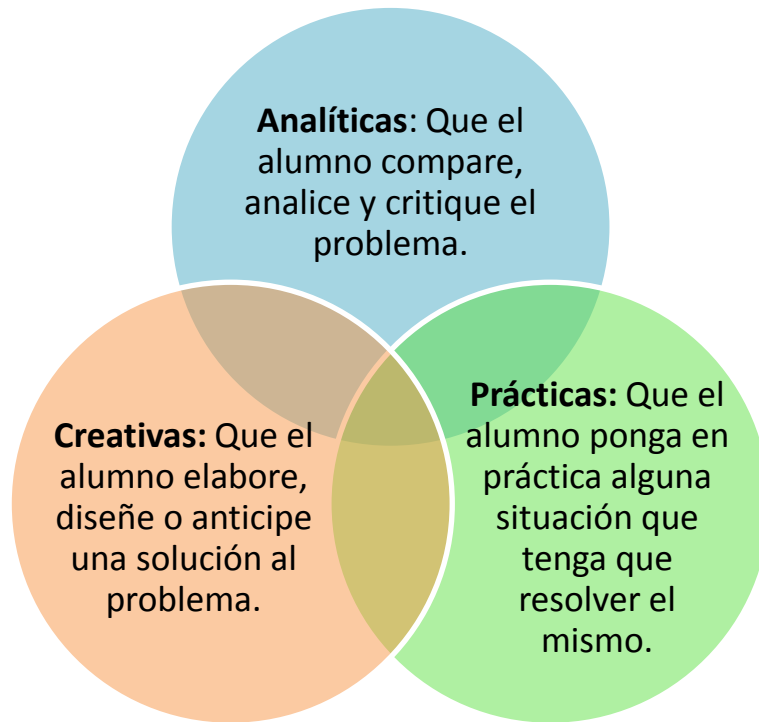 Analíticas: Que el
alumno compare,
analice y critique el
problema.
Creativas: Que el
alumno elabore,
diseñe o anticipe
una solución al
problema.
Prácticas: Que el
alumno ponga en
práctica alguna
situación que
tenga que
resolver el
mismo.